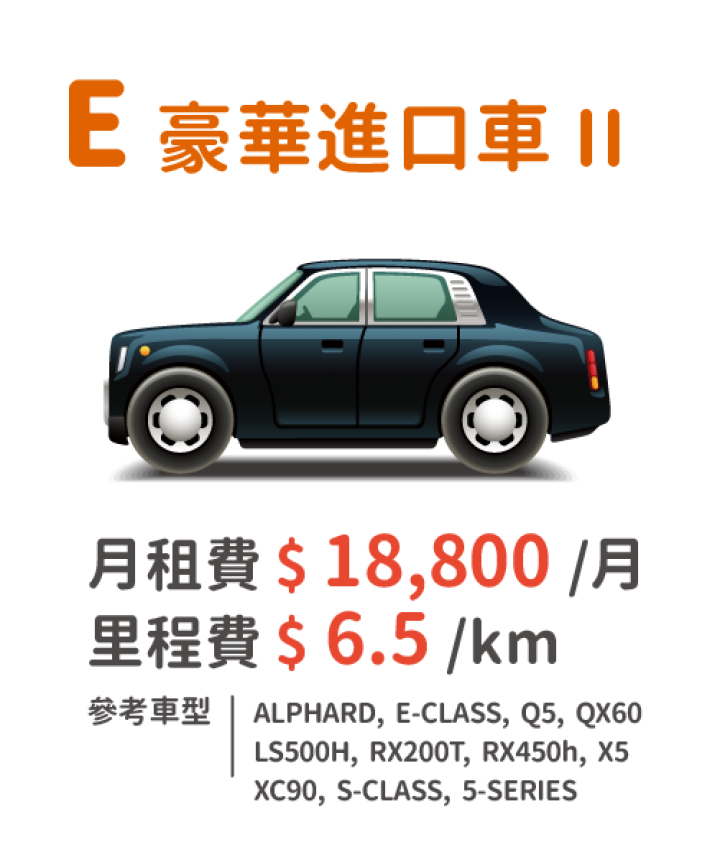 E 豪華進口車 II
月租費 $ 18,800 /月
里程費 $ 6.5 /km
參考車型 ALPHARD, E-CLASS, Q5, QX60
LS500H, RX200T, RX450h, X5
XC90, S-CLASS, 5-SERIES